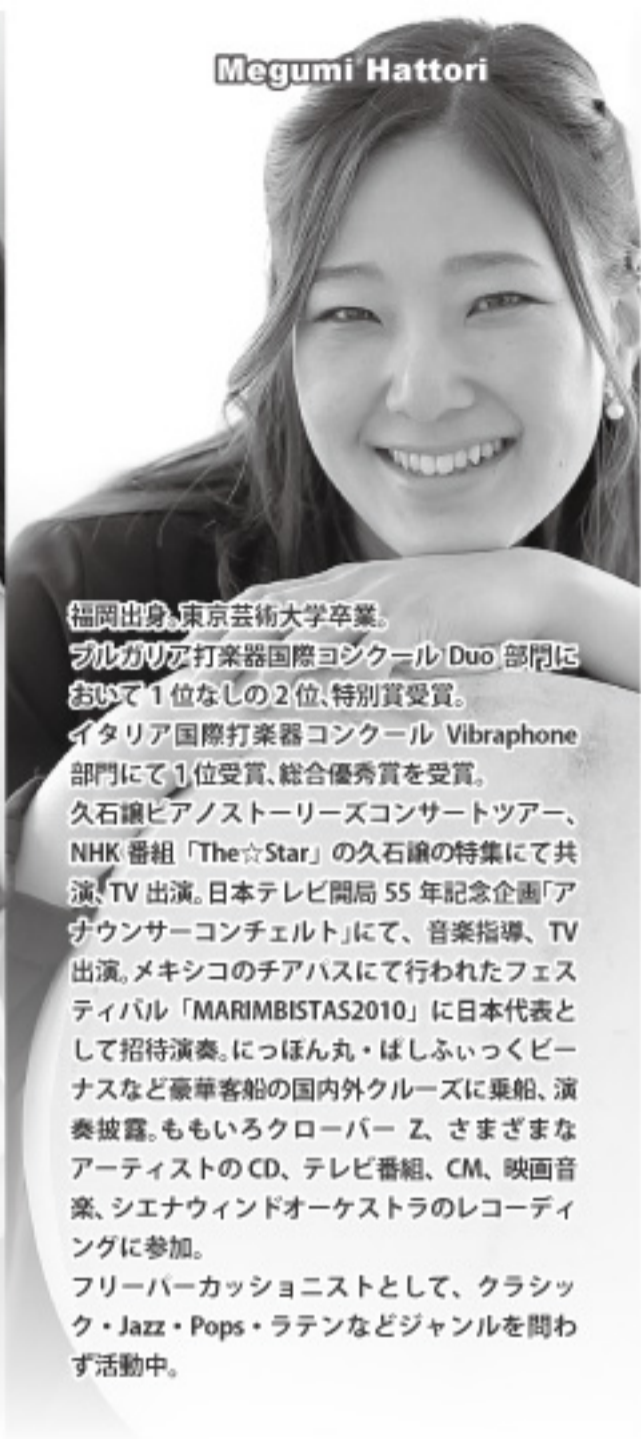 Megumi Hattori
福岡出身。東京芸術大学卒業。
ブルガリア打楽器国際コンクール Duo 部門に
おいて 1 位なしの 2 位、特別賞受賞。
イタリア国際打楽器コンクール Vibraphone
部門にて 1 位受賞、総合優秀賞を受賞。
久石譲ピアノストーリーズコンサートツアー、
NHK 番組「The☆Star」の久石譲の特集にて共
演、TV 出演。日本テレビ開局 55 年記念企画「ア
ナウンサーコンチェルト」にて、音楽指導、TV
出演。メキシコのチアパスにて行われたフェス
ティバル「MARIMBISTAS2010」に日本代表と
して招待演奏。にっぽん丸・ぱしふぃっくビー
ナスなど豪華客船の国内外クルーズに乗船、演
奏披露。ももいろクローバー Z、さまざまな
アーティストの CD、テレビ番組、CM、映画音
楽、シエナウィンドオーケストラのレコーディ
ングに参加。
フリーパーカッショニストとして、クラシッ
ク・Jazz・Pops・ラテンなどジャンルを問わ
ず活動中。